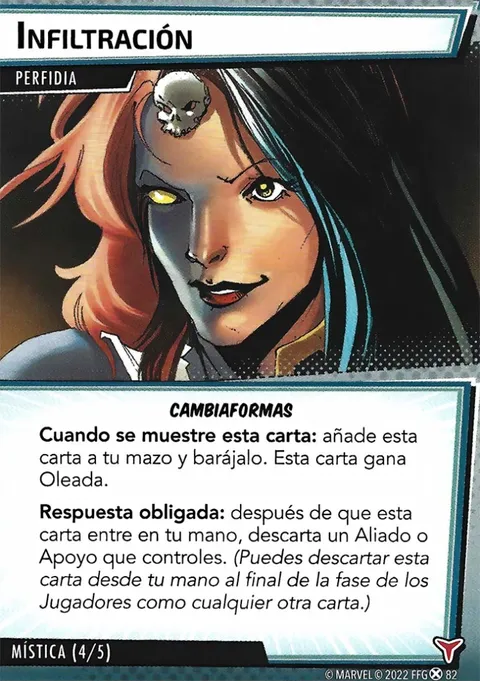 INFILTRACIÓN
PERFIDIA
CAMBIAFORMAS
Cuando se muestre esta carta: añade esta
carta a tu mazo y barájalo. Esta carta gana
Oleada.
Respuesta obligada: después de que esta
carta entre en tu mano, descarta un Aliado o
Apoyo que controles. (Puedes descartar esta
carta desde tu mano al final de la fase de los
Jugadores como cualquier otra carta.)
MÍSTICA (4/5)
© MARVEL © 2022 FFG 82